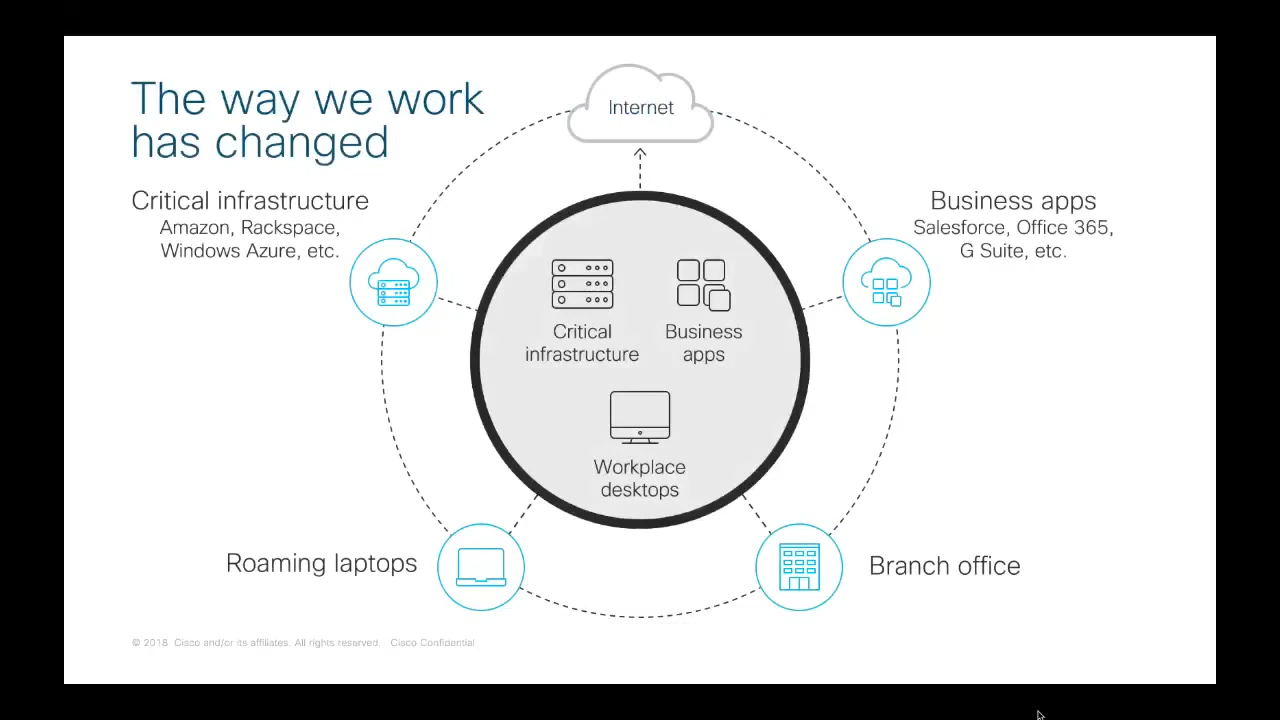 The way we work
has changed
Internet
Critical infrastructure
Amazon, Rackspace,
Windows Azure, etc.
Business apps
Salesforce, Office 365,
G Suite, etc.
Critical
infrastructure
Business
apps
Workplace
desktops
Roaming laptops
Branch office
© 2018 Cisco and/or its affiliates. All rights reserved. Cisco Confidential